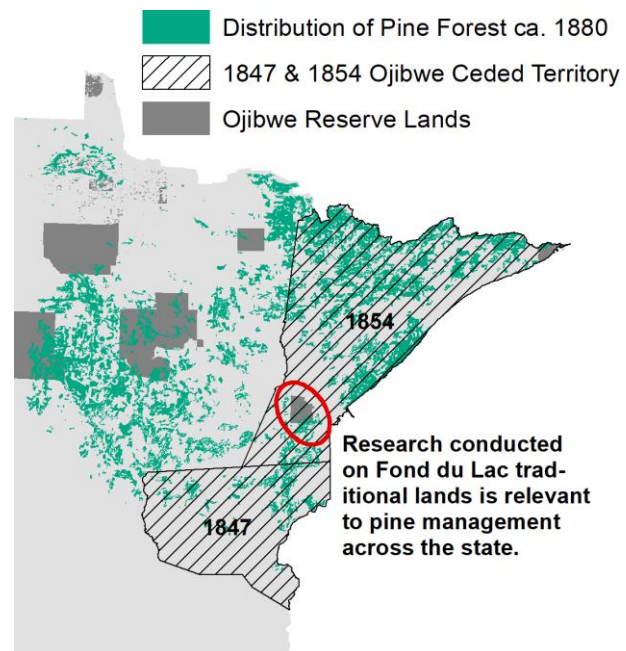 Distribution of Pine Forest ca. 1880
1847 & 1854 Ojibwe Ceded Territory
Ojibwe Reserve Lands
1854
Research conducted
on Fond du Lac trad-
itional lands is relevant
to pine management
across the state.
1847